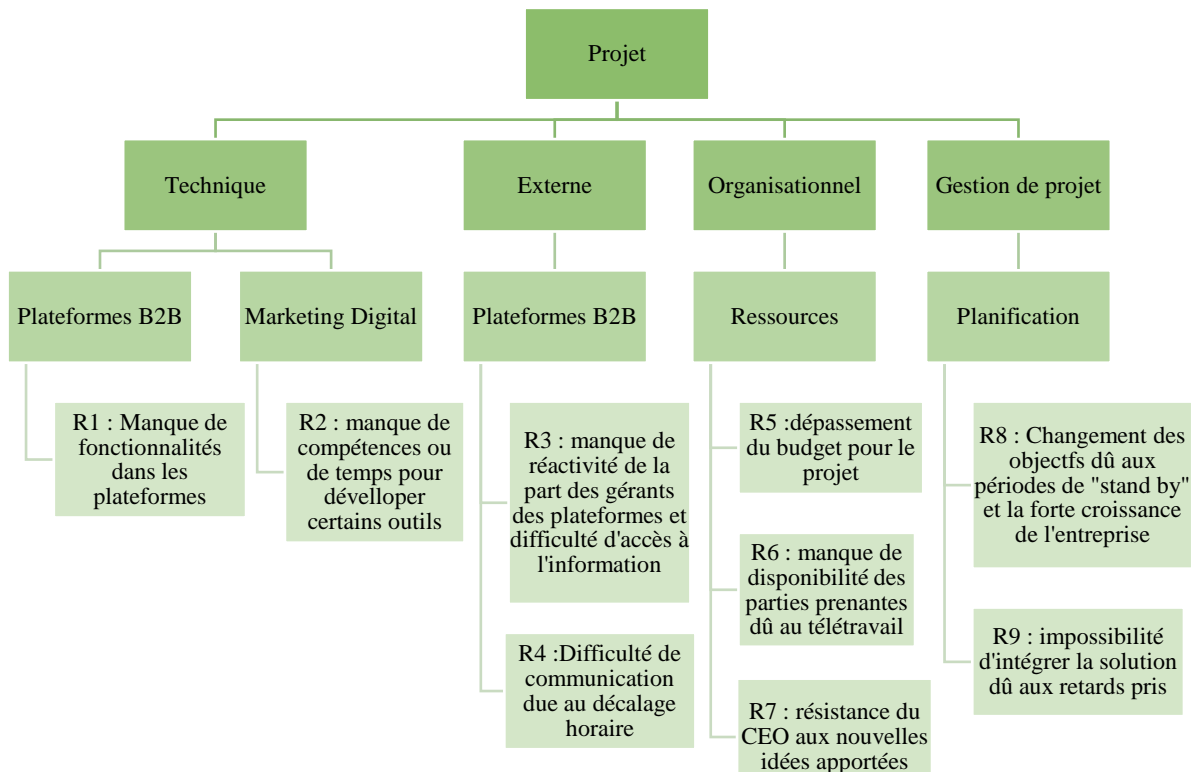 Projet
Technique
Externe
Organisationnel
Gestion de projet
Plateformes B2B
Marketing Digital
Plateformes B2B
Ressources
Planification
R1 : Manque de
fonctionnalités
dans les
plateformes
R2 : manque de
compétences ou
de temps pour
dévelloper
certains outils
R3 : manque de
réactivité de la
part des gérants
des plateformes et
difficulté d'accès à
l'information
R4 :Difficulté de
communication
due au décalage
horaire
R5 :dépassement
du budget pour le
projet
R6 : manque de
disponibilité des
parties prenantes
dû au télétravail
R7 : résistance du
CEO aux nouvelles
idées apportées
R8 : Changement des
objectfs dû aux
périodes de "stand by"
et la forte croissance
de l'entreprise
R9 : impossibilité
d'intégrer la solution
dû aux retards pris